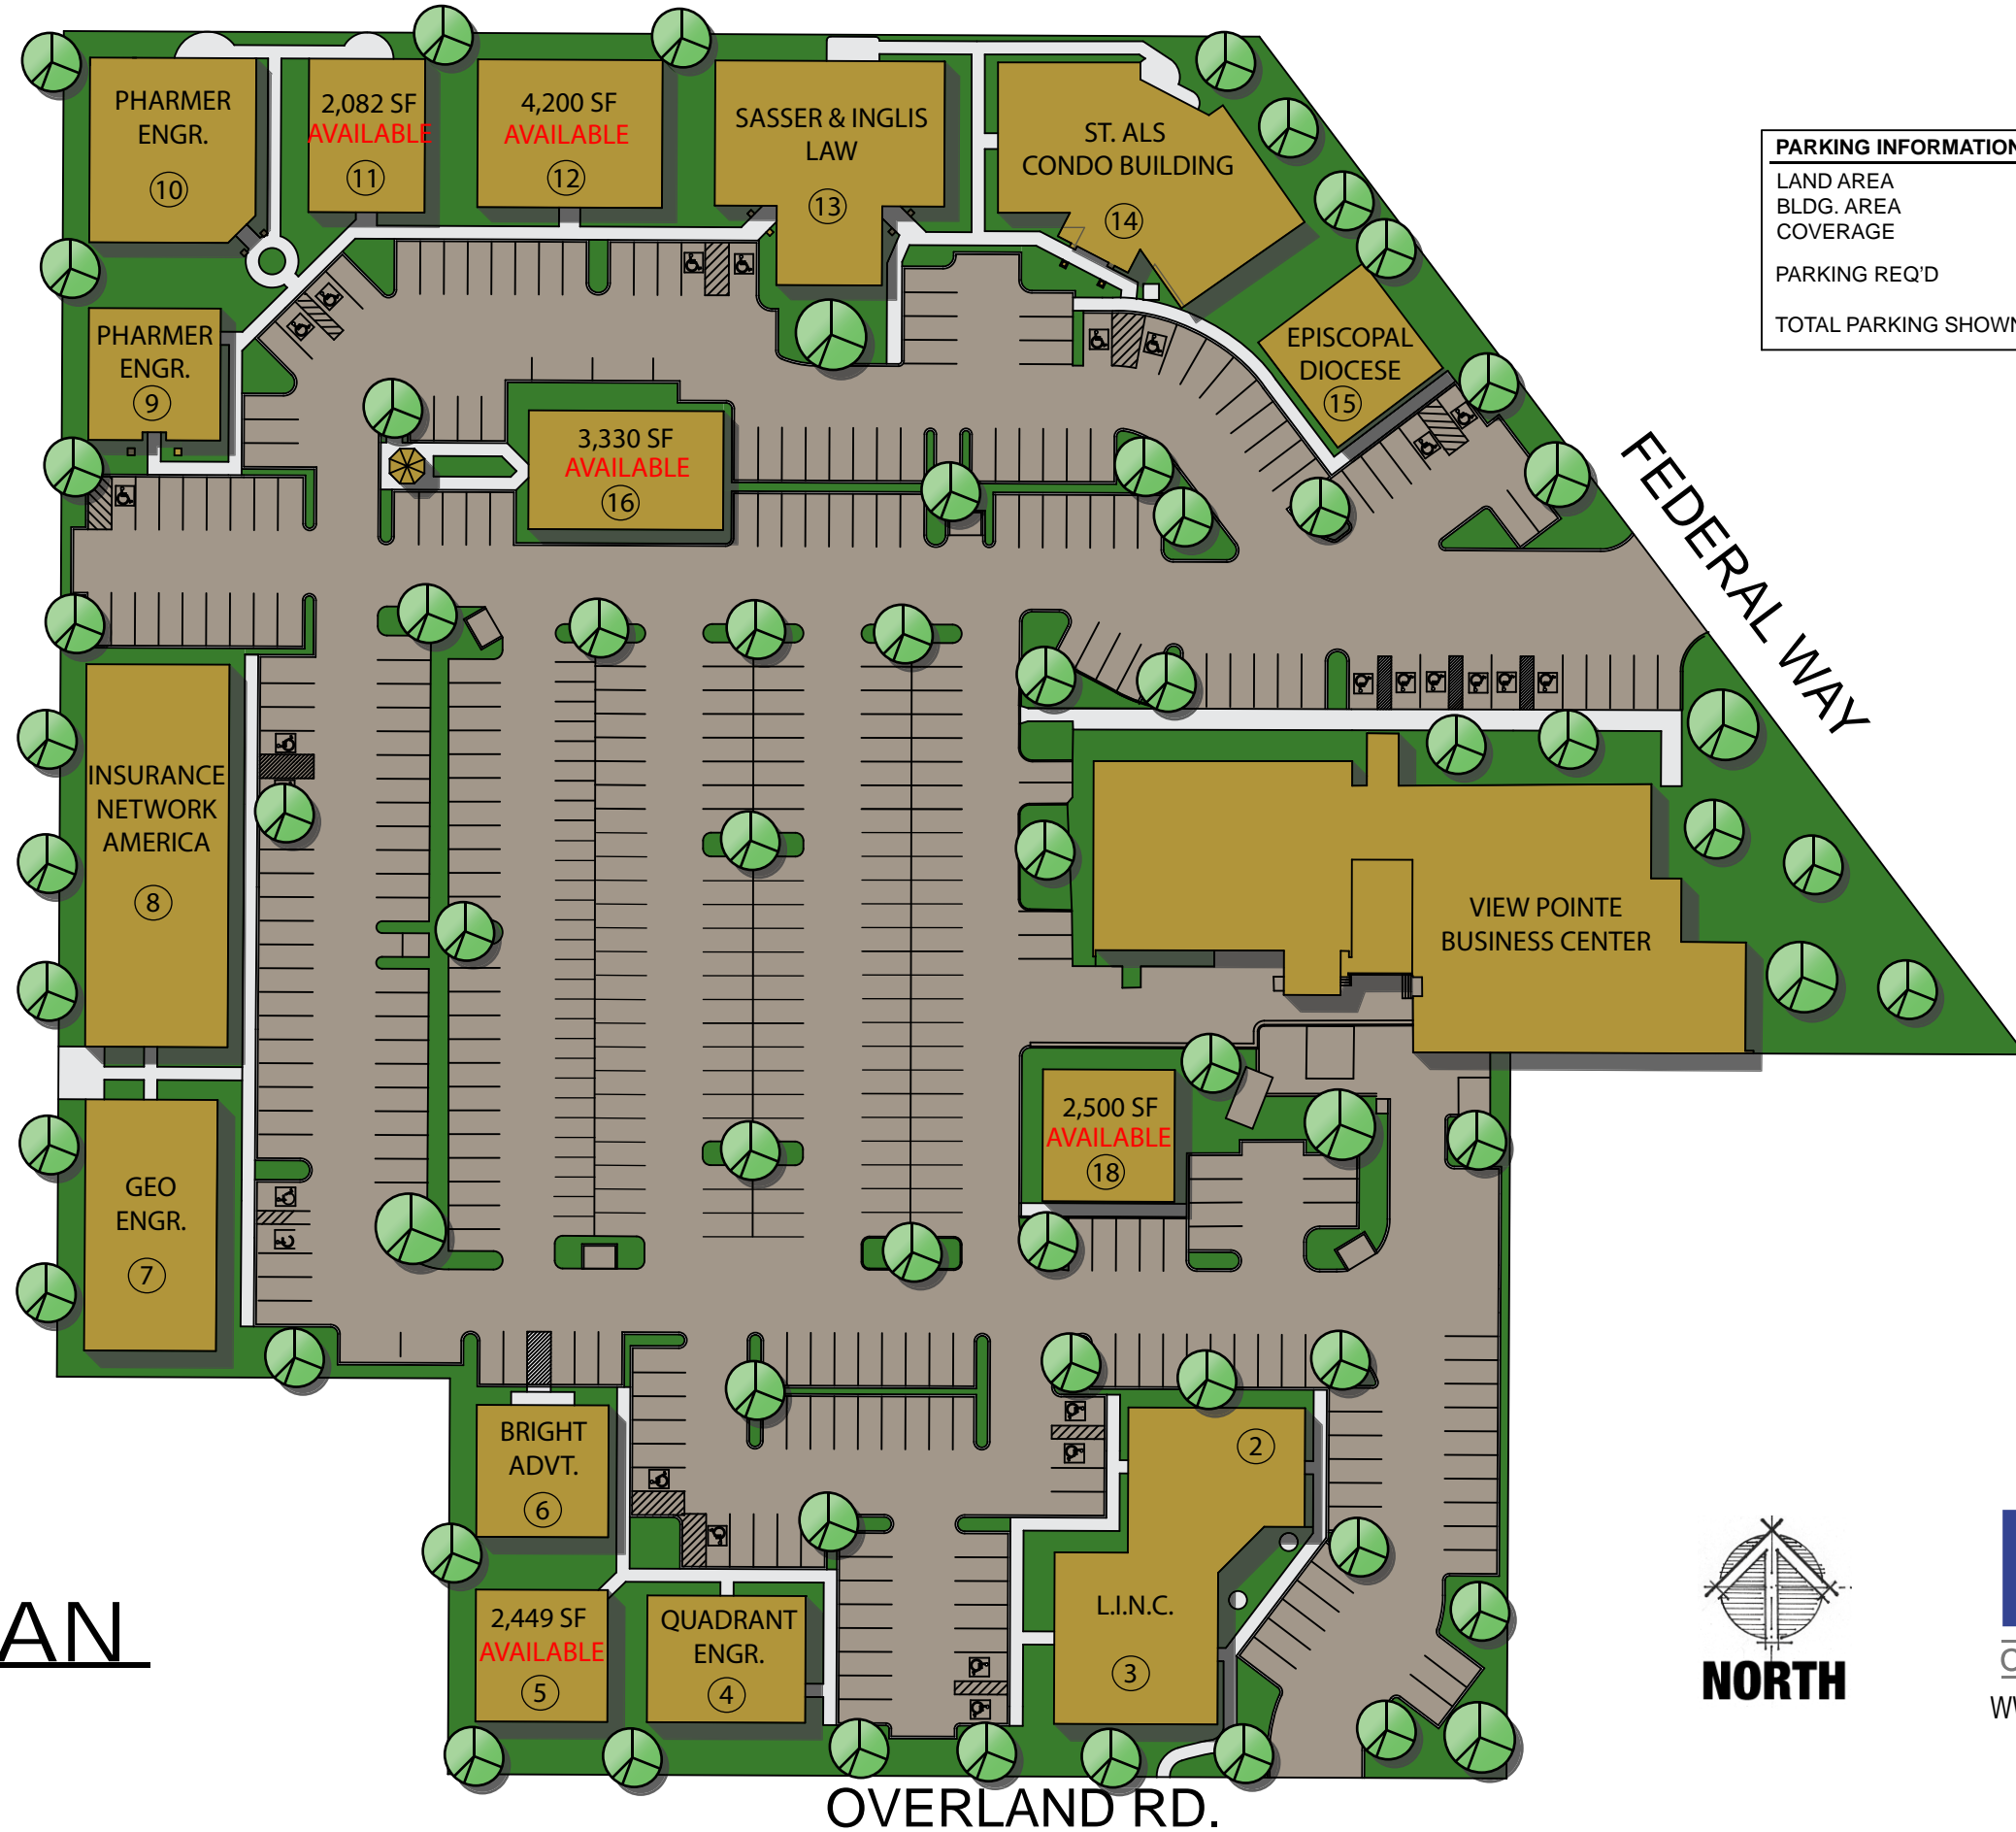 PHARMER
ENGR.
10
2,082 SF
AVAILABLE
11
4,200 SF
AVAILABLE
12
SASSER & INGLIS
LAW
13
ST. ALS
CONDO BUILDING
14
PARKING INFORMATION
LAND AREA
BLDG. AREA
COVERAGE
PARKING REQ'D
TOTAL PARKING SHOWN
PHARMER
ENGR.
9
EPISCOPAL
DIOCESE
15
3,330 SF
AVAILABLE
16
FEDERAL WAY
INSURANCE
NETWORK
AMERICA
8
VIEW POINTE
BUSINESS CENTER
2,500 SF
AVAILABLE
18
GEO
ENGR.
7
BRIGHT
ADVT.
6
2
L.I.N.C.
3
2,449 SF
AVAILABLE
5
QUADRANT
ENGR.
4
AN
NORTH
OVERLAND RD.